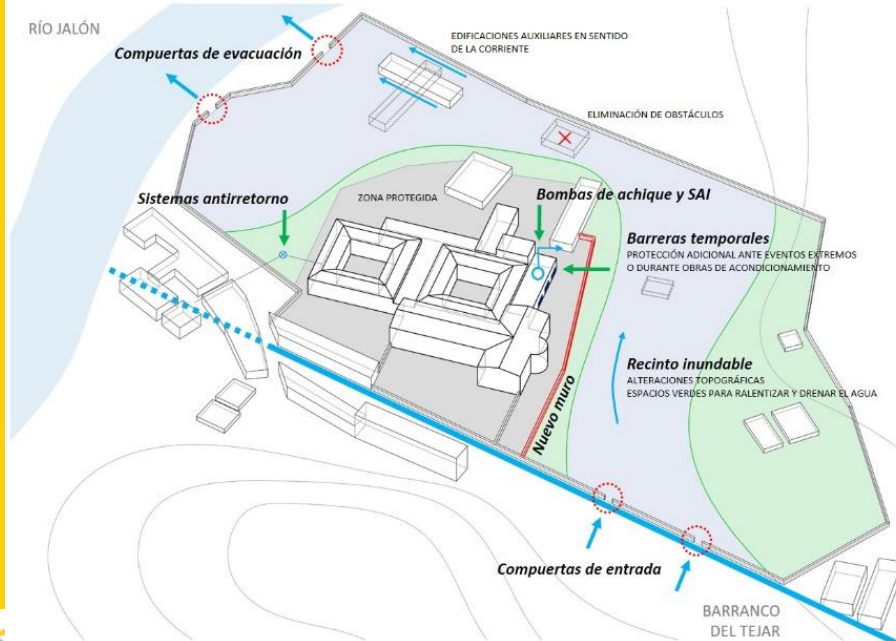 RÍO JALÓN
Compuertas de evacuación
EDIFICACIONES AUXILIARES EN SENTIDO
DE LA CORRIENTE
ELIMINACIÓN DE OBSTÁCULOS
Sistemas antirretorno
ZONA PROTEGIDA
Bombas de achique y SAI
Barreras temporales
PROTECCIÓN ADICIONAL ANTE EVENTOS EXTREMOS
O DURANTE OBRAS DE ACONDICIONAMIENTO
Recinto inundable
ALTERACIONES TOPOGRÁFICAS
ESPACIOS VERDES PARA RALENTIZAR Y DRENAR EL AGUA
Nuevo muro
Compuertas de entrada
BARRANCO
DEL TEJAR